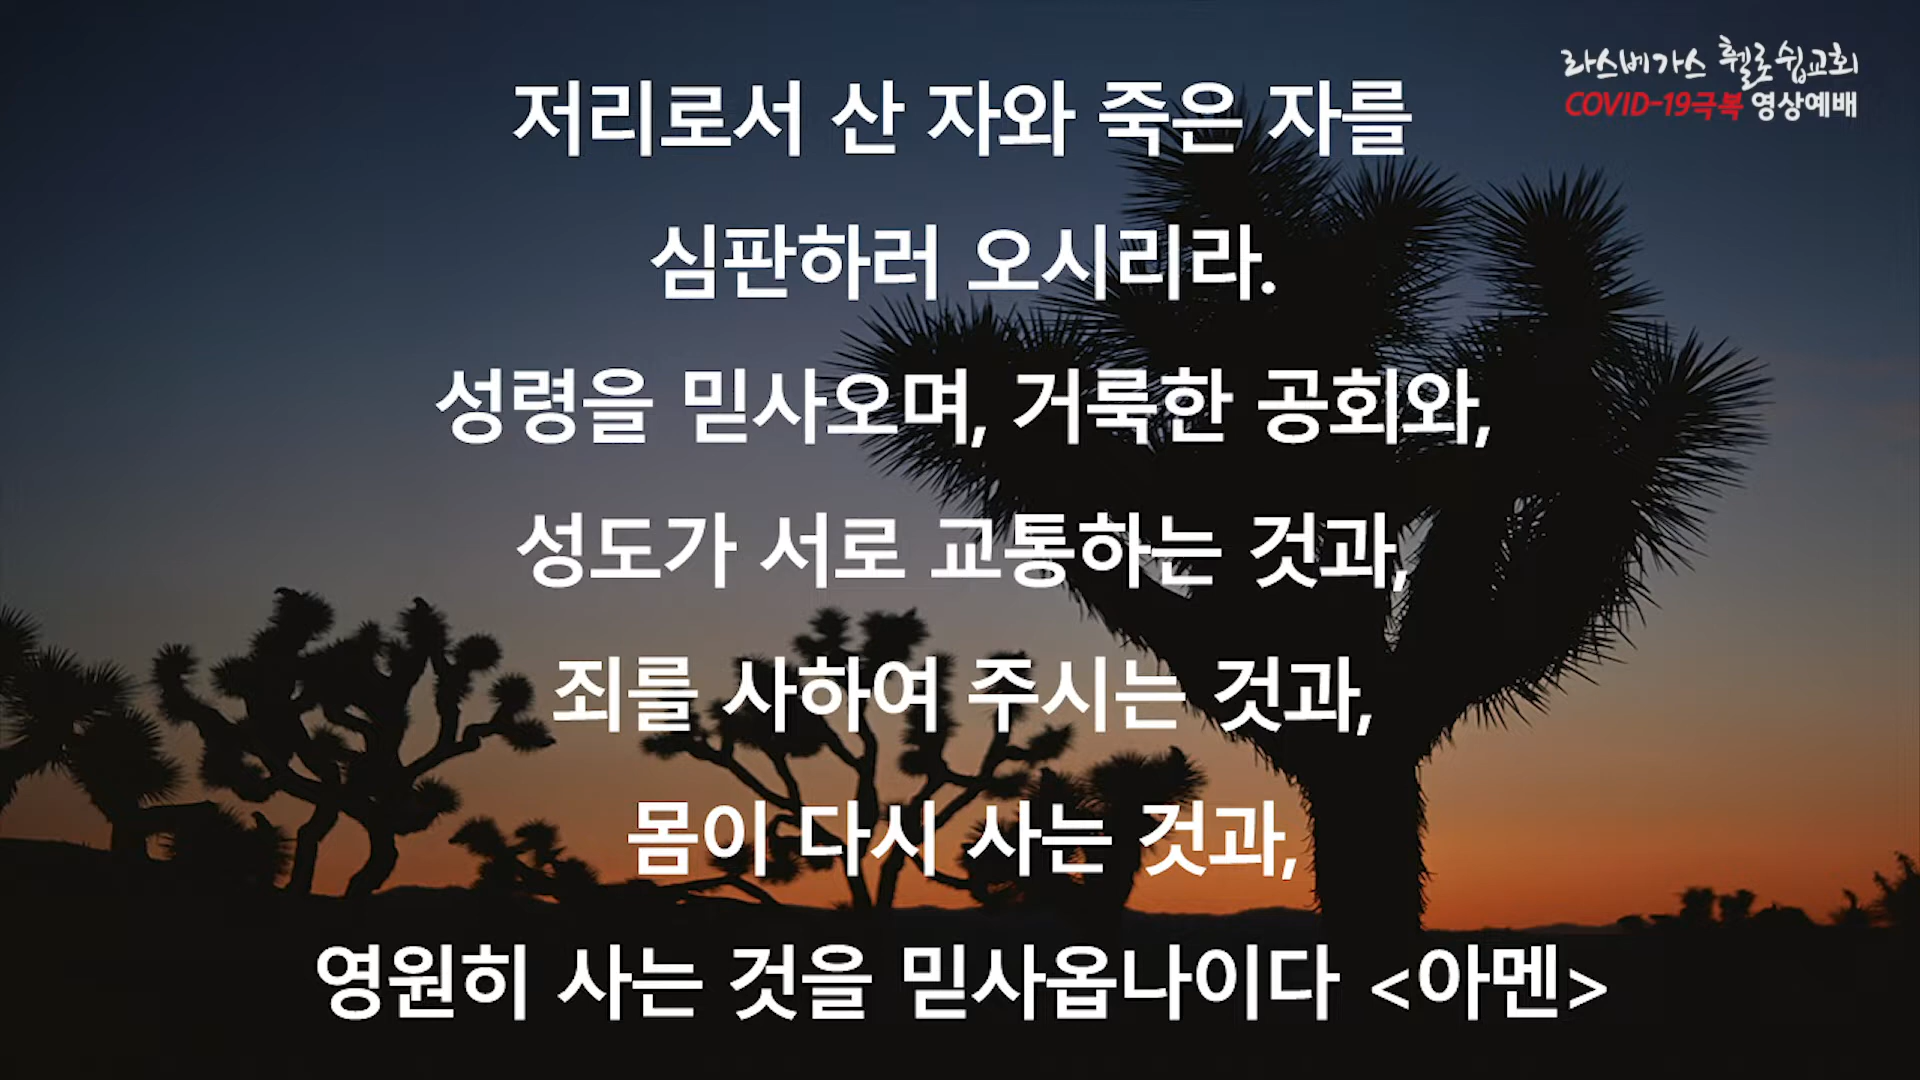 라스베가스 휄로쉽교회
COVID-19극복 영상예배
저리로서 산 자와 죽은 자를
심판하러 오시리라.
성령을 믿사오며, 거룩한 공회와,
성도가 서로 교통하는 것과,
죄를 사하여 주시는 것과,
몸이 다시 사는 것과,
영원히 사는 것을 믿사옵나이다 <아멘>